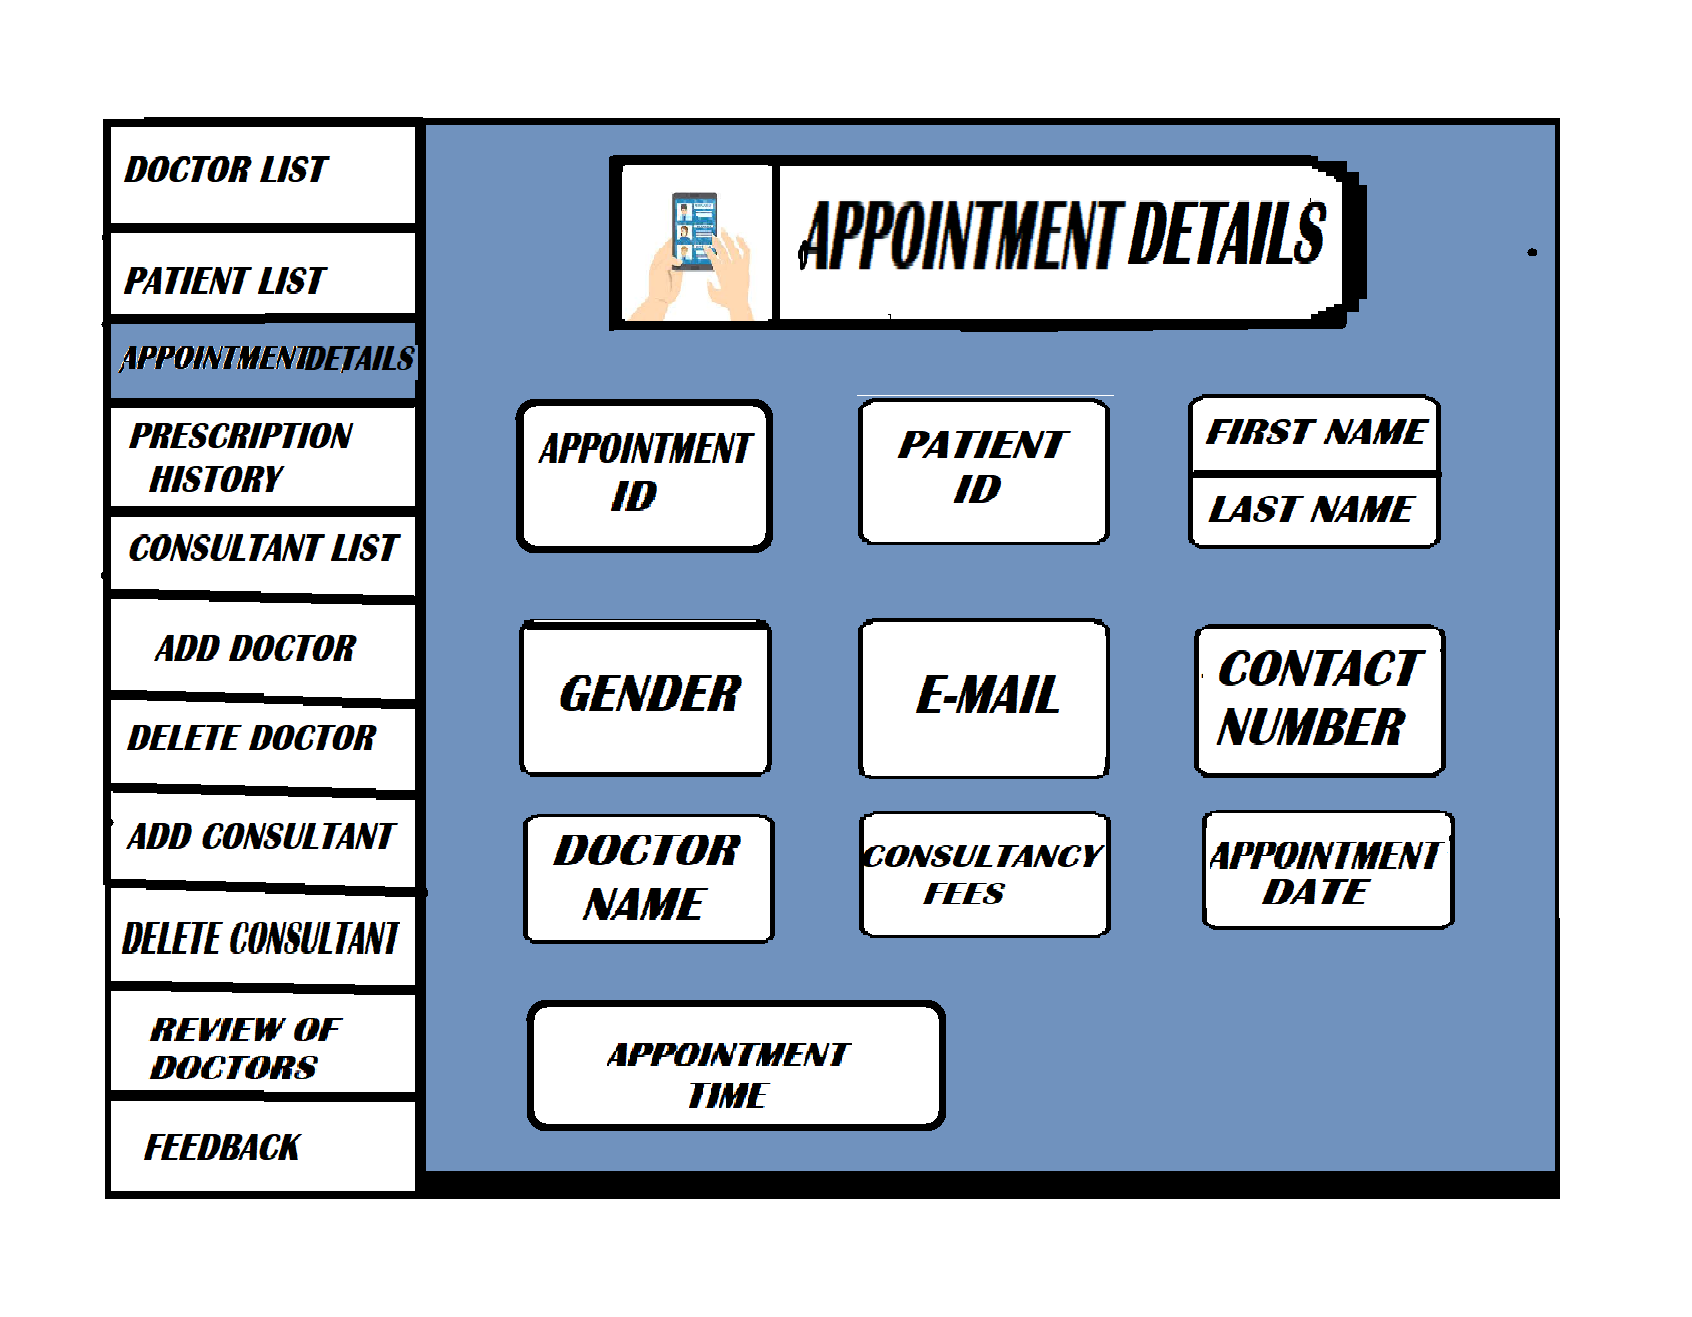 DOCTOR LIST
PATIENT LIST
APPOINTMENT DETAILS
PRESCRIPTION
HISTORY
CONSULTANT LIST
ADD DOCTOR
DELETE DOCTOR
ADD CONSULTANT
DELETE CONSULTANT
REVIEW OF
DOCTORS
FEEDBACK
APPOINTMENT DETAILS
APPOINTMENT
ID
PATIENT
ID
FIRST NAME
LAST NAME
GENDER
E-MAIL
CONTACT
NUMBER
DOCTOR
NAME
CONSULTANCY
FEES
APPOINTMENT
DATE
APPOINTMENT
TIME